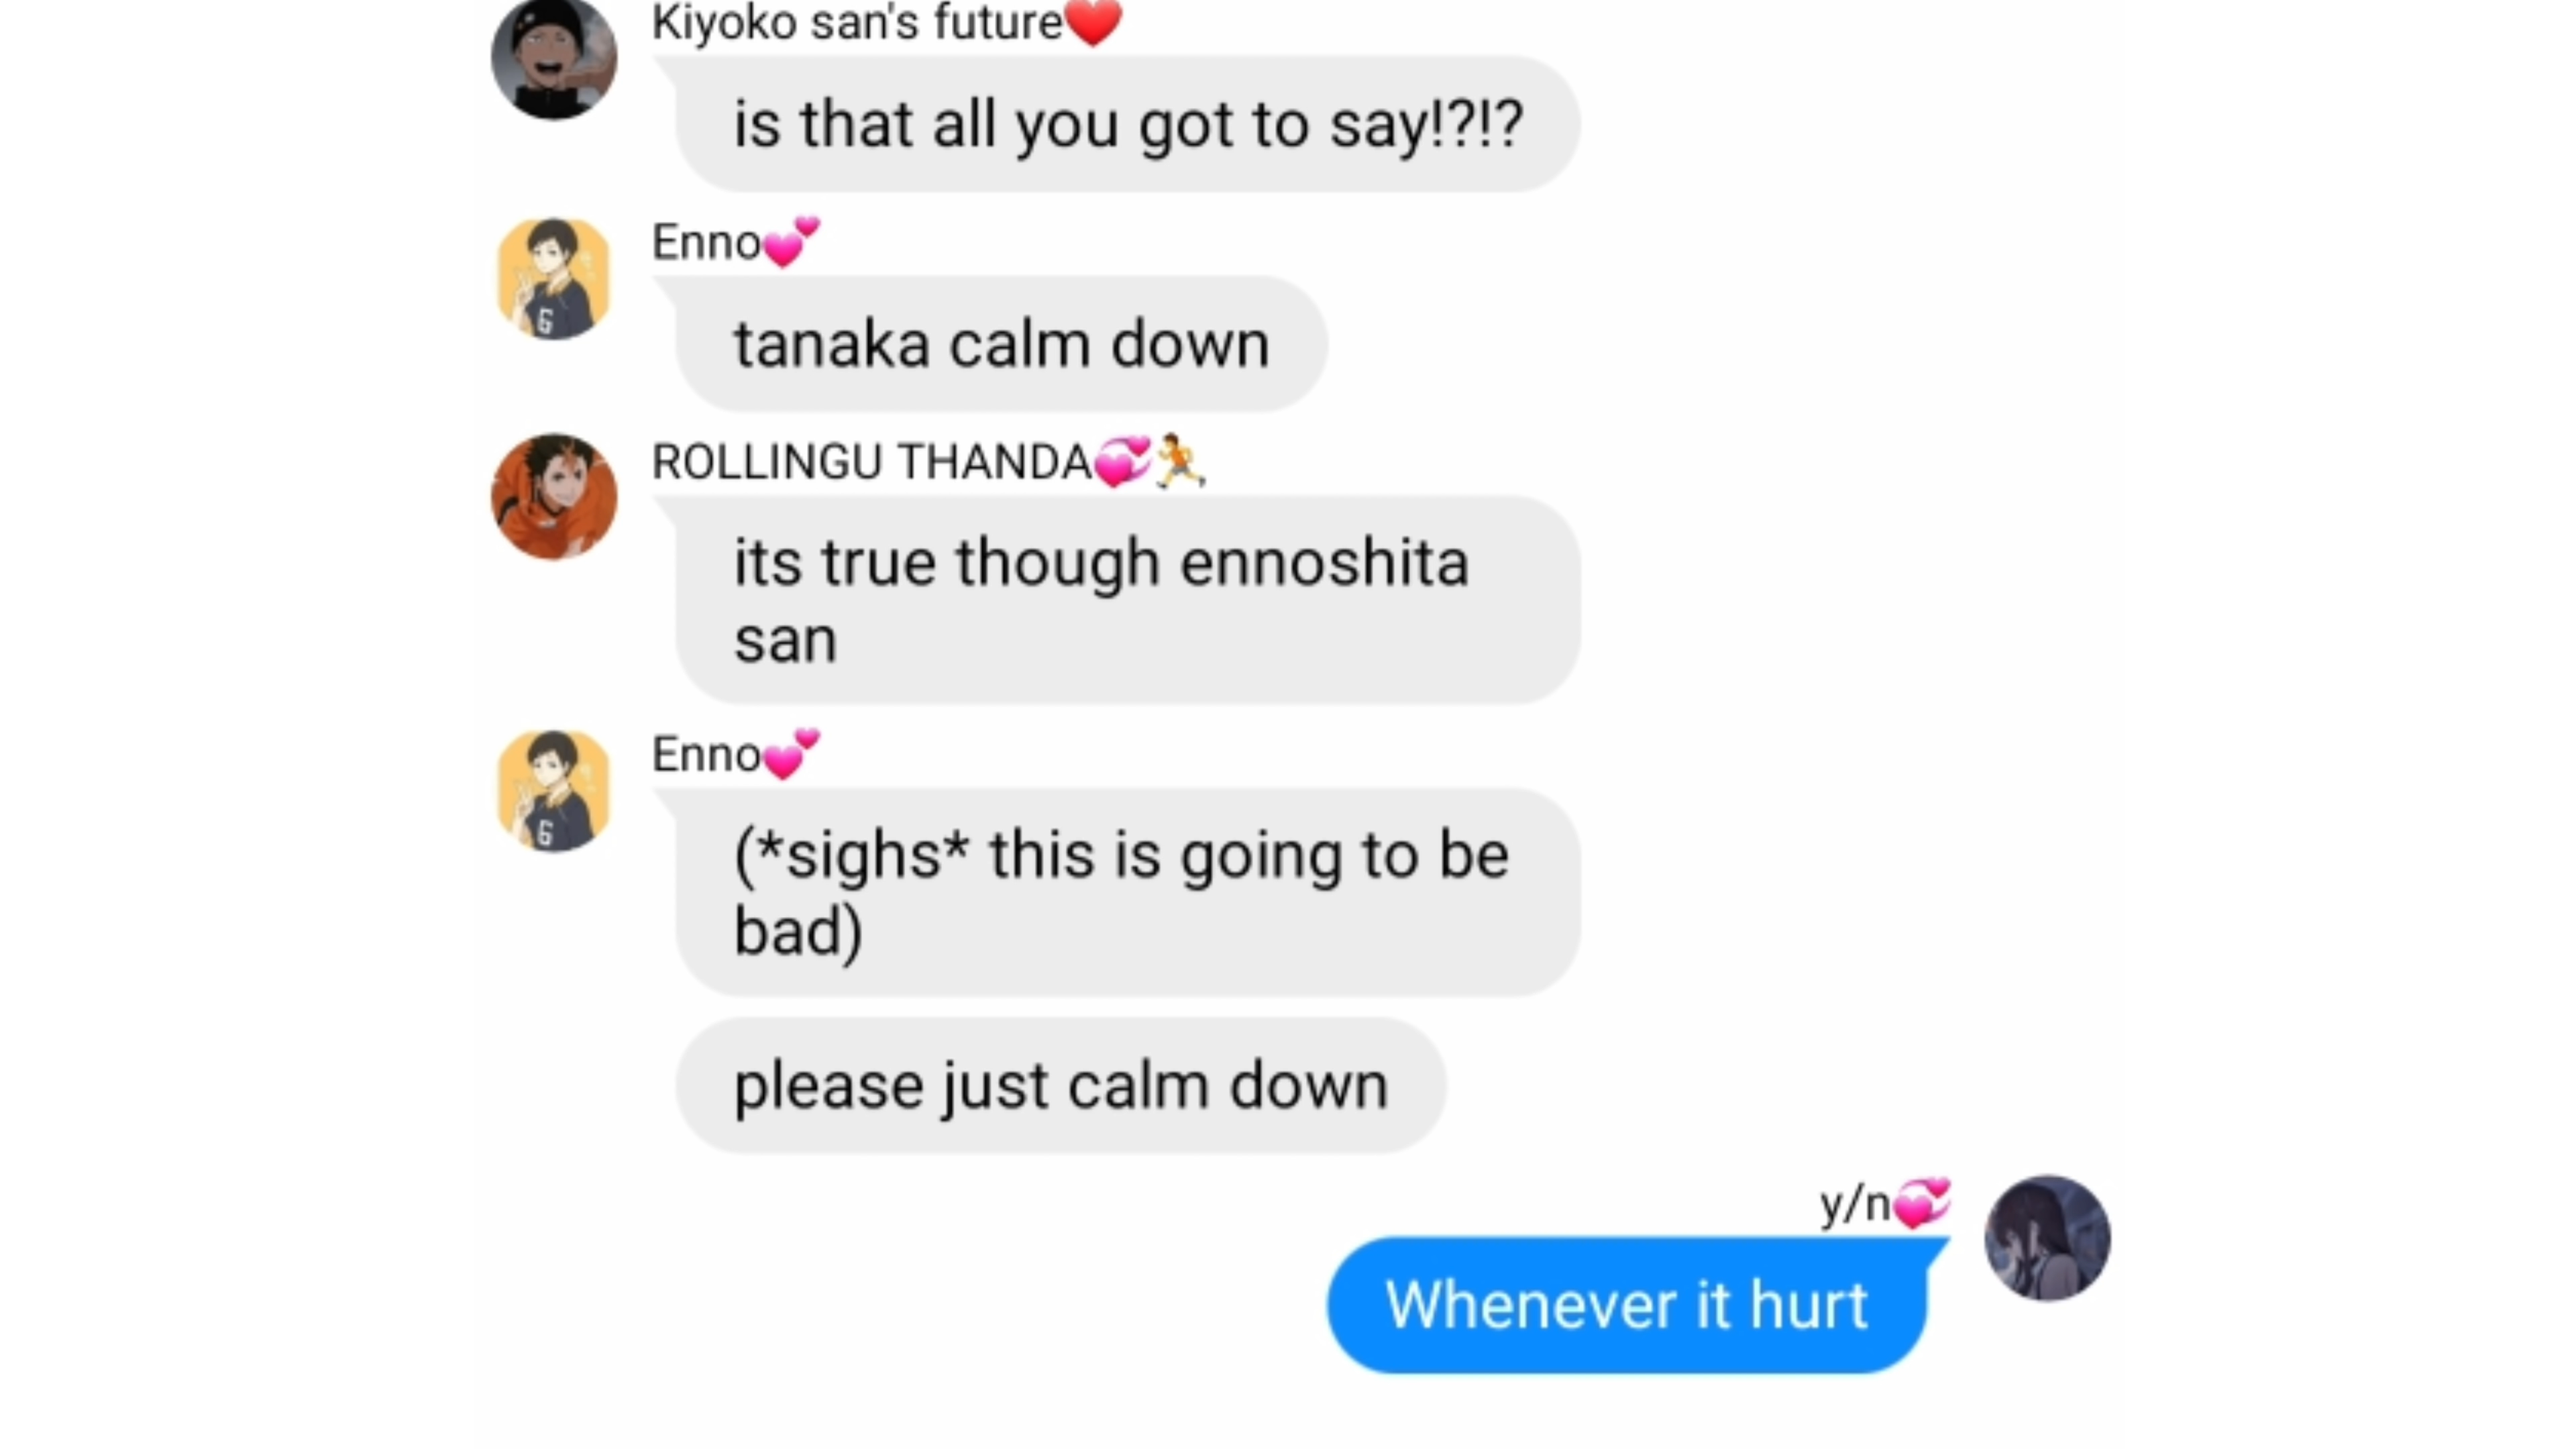 Kiyoko san's future❤️
is that all you got to say!?!?
Enno💕
tanaka calm down
ROLLINGU THANDA💞🏃
its true though ennoshita
san
Enno💕
6
(*sighs* this is going to be
bad)
please just calm down
y/n💞
Whenever it hurt